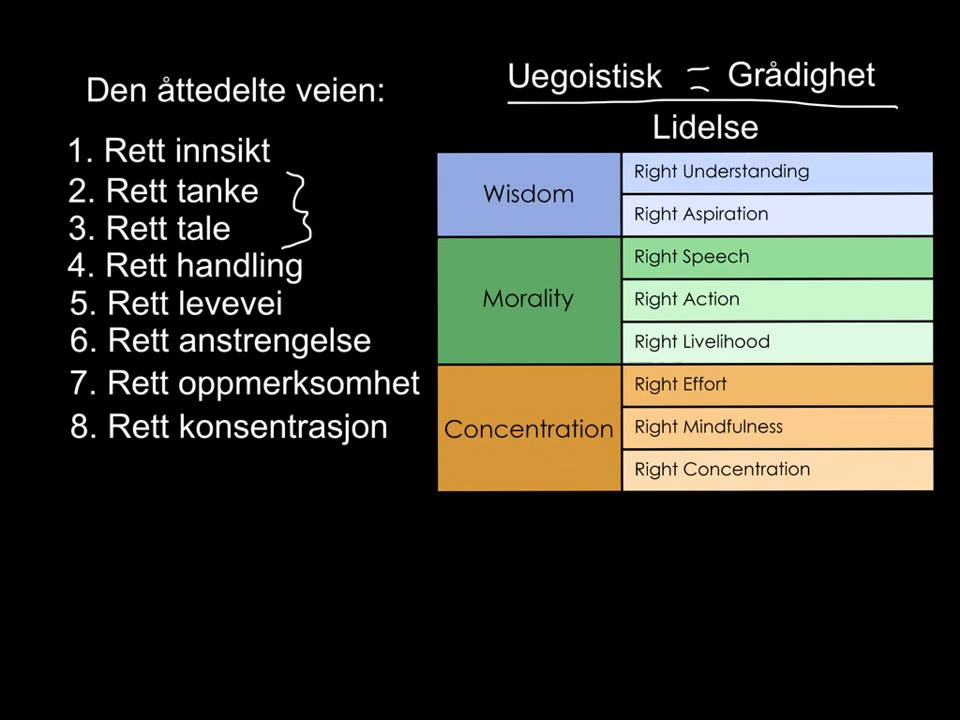 Den åttedelte veien:
1. Rett innsikt
2. Rett tanke
3. Rett tale
4. Rett handling
5. Rett levevei
6. Rett anstrengelse
7. Rett oppmerksomhet
8. Rett konsentrasjon
Uegoistisk = Grådighet
Lidelse
Wisdom
Right Understanding
Right Aspiration
Morality
Right Speech
Right Action
Right Livelihood
Concentration
Right Effort
Right Mindfulness
Right Concentration